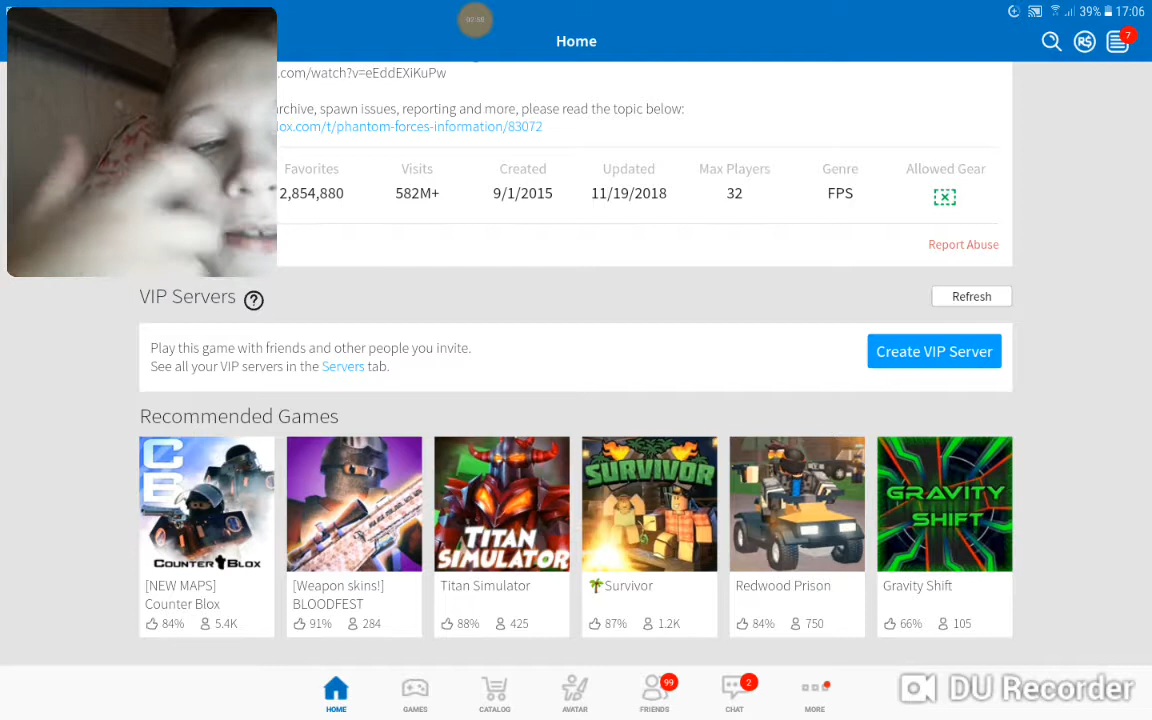 02:58
39% 17:06
Home
R$
7
.com/watch?v=eEddEXiKuPw
archive, spawn issues, reporting and more, please read the topic below:
lox.com/t/phantom-forces-information/83072
Favorites Visits Created Updated Max Players Genre Allowed Gear
2,854,880 582M+ 9/1/2015 11/19/2018 32 FPS
Report Abuse
VIP Servers ?
Refresh
Play this game with friends and other people you invite.
See all your VIP servers in the Servers tab.
Create VIP Server
Recommended Games
CB
COUNTER BLOX
TITAN SIMULATOR
SURVIVOR
GRAVITY SHIFT
[NEW MAPS] Counter Blox
84% 5.4K
[Weapon skins!] BLOODFEST
91% 284
Titan Simulator
88% 425
🌴Survivor
87% 1.2K
Redwood Prison
84% 750
Gravity Shift
66% 105
HOME GAMES CATALOG AVATAR FRIENDS 99 CHAT 2 MORE
DU Recorder